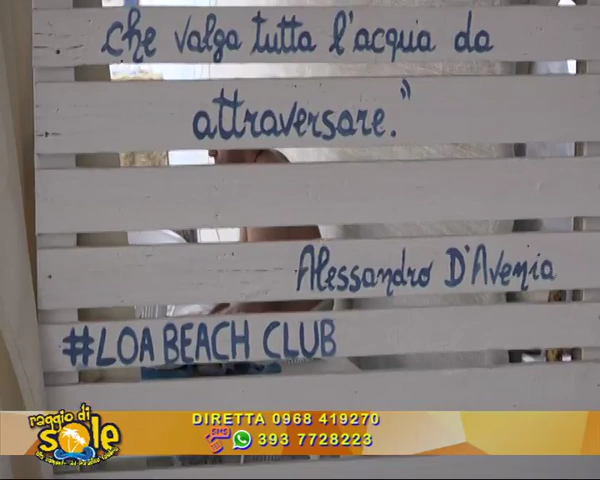 che valga tutta l'acqua da
attraversare."
Alessandro D'Avenia
#LOA BEACH CLUB
raggio di
sole
DIRETTA 0968 419270
SMS
393 7728223